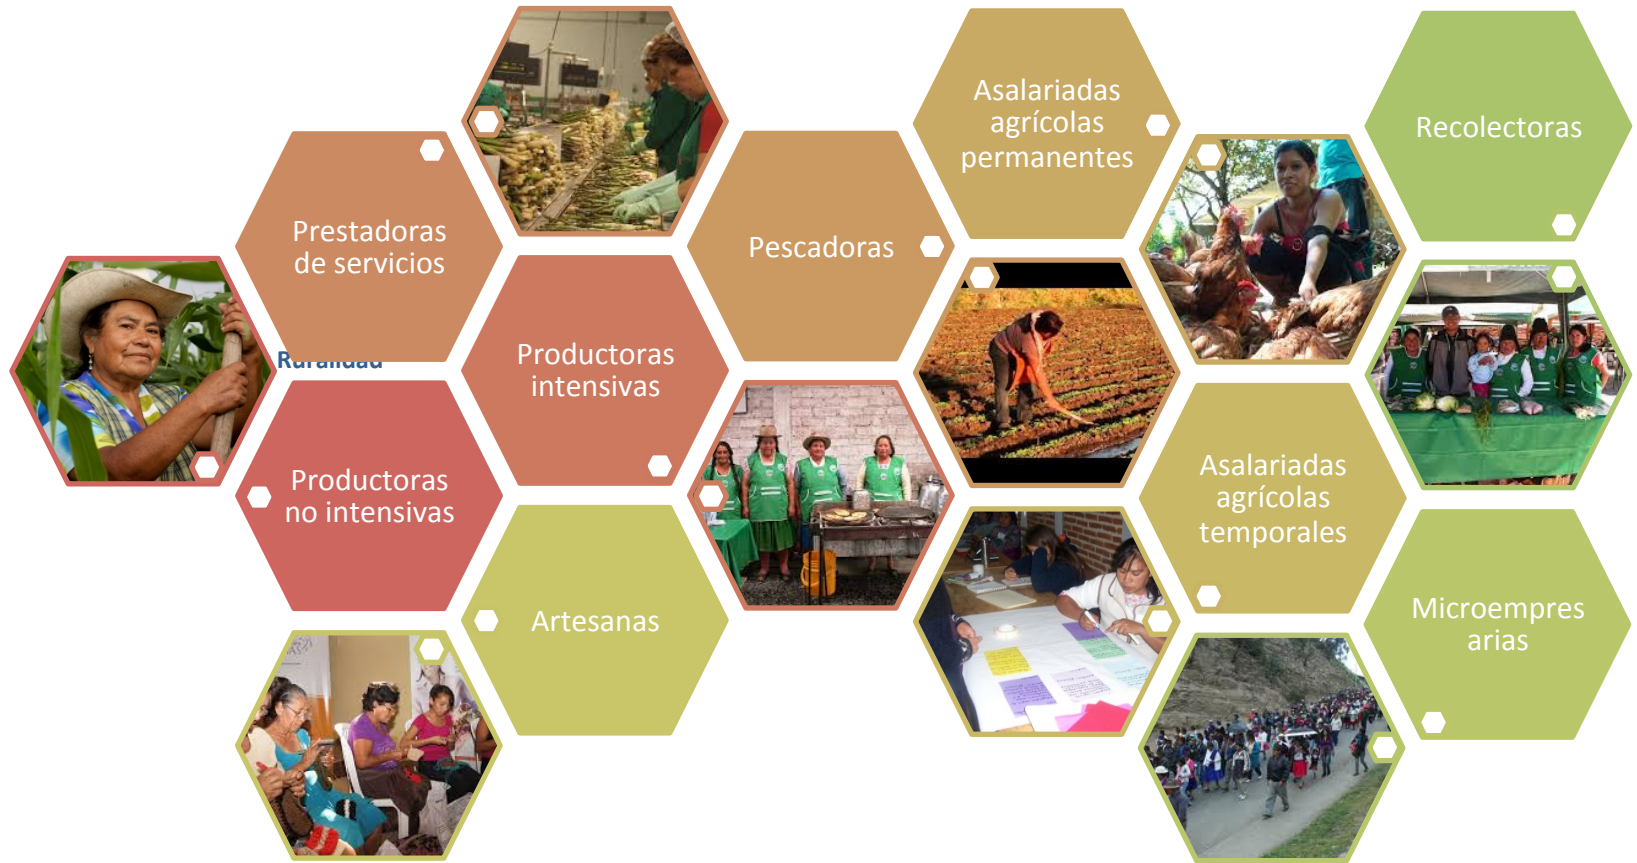 Prestadoras
de servicios
Ruralidad
Productoras
no intensivas
Productoras
intensivas
Artesanas
Pescadoras
Asalariadas
agrícolas
permanentes
Asalariadas
agrícolas
temporales
Recolectoras
Microempres
arias